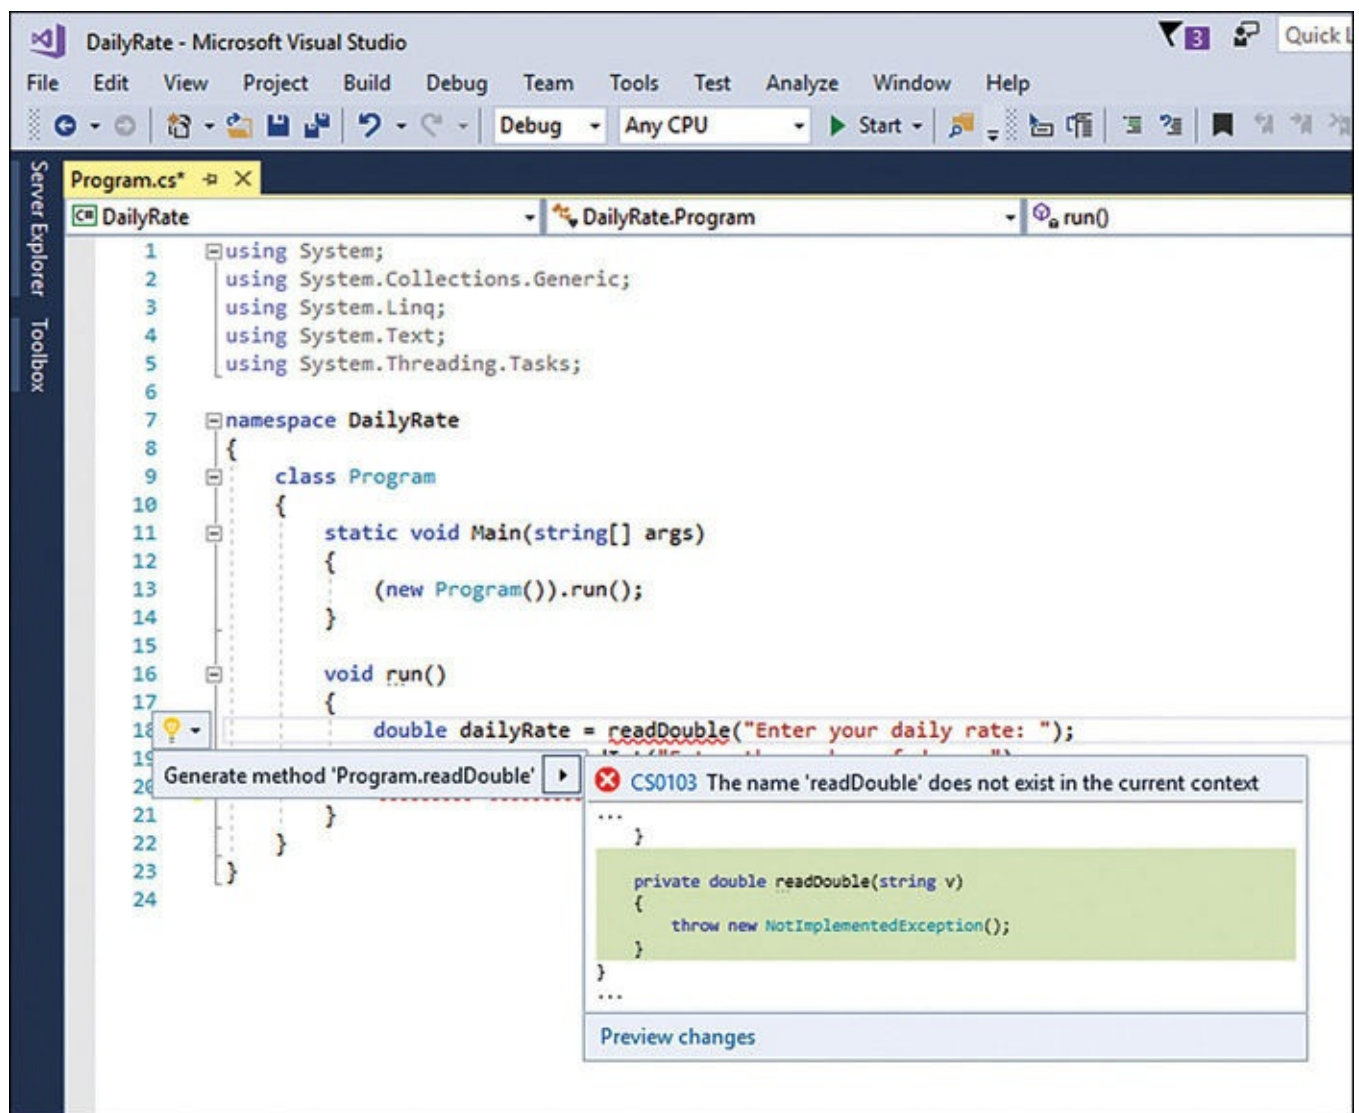 DailyRate - Microsoft Visual Studio
3
Quick L
File Edit View Project Build Debug Team Tools Test Analyze Window Help
Debug Any CPU Start
Server Explorer
Toolbox
Program.cs*
C# DailyRate DailyRate.Program run()
1 using System;
2 using System.Collections.Generic;
3 using System.Linq;
4 using System.Text;
5 using System.Threading.Tasks;
6
7 namespace DailyRate
8 {
9 class Program
10 {
11 static void Main(string[] args)
12 {
13 (new Program()).run();
14 }
15
16 void run()
17 {
18 double dailyRate = readDouble("Enter your daily rate: ");
19
Generate method 'Program.readDouble'
20
21 }
22 }
23 }
24
CS0103 The name 'readDouble' does not exist in the current context
...
}
private double readDouble(string v)
{
throw new NotImplementedException();
}
}
...
Preview changes